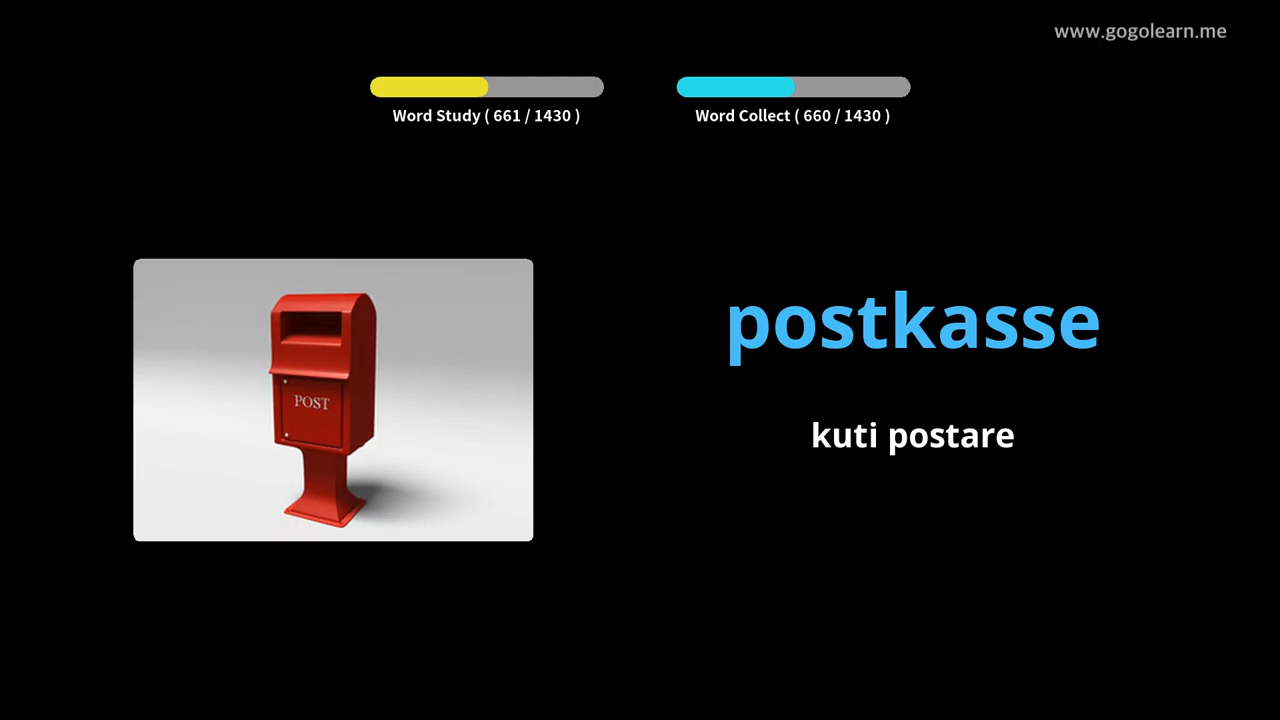 www.gogolearn.me
Word Study ( 661 / 1430 )
Word Collect ( 660 / 1430 )
POST
postkasse
kuti postare